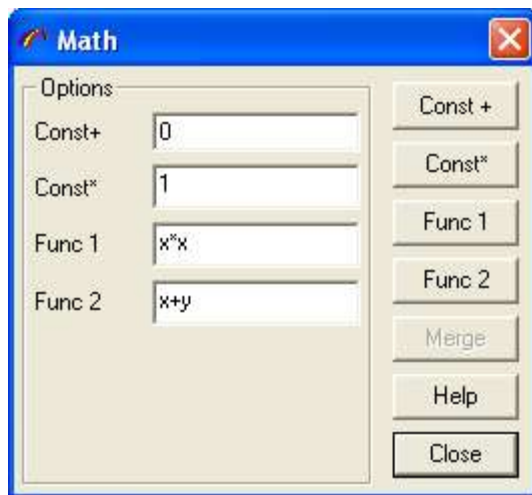 Math
Options
Const+ 0
Const* 1
Func 1 x*x
Func 2 x+y
Const +
Const*
Func 1
Func 2
Merge
Help
Close